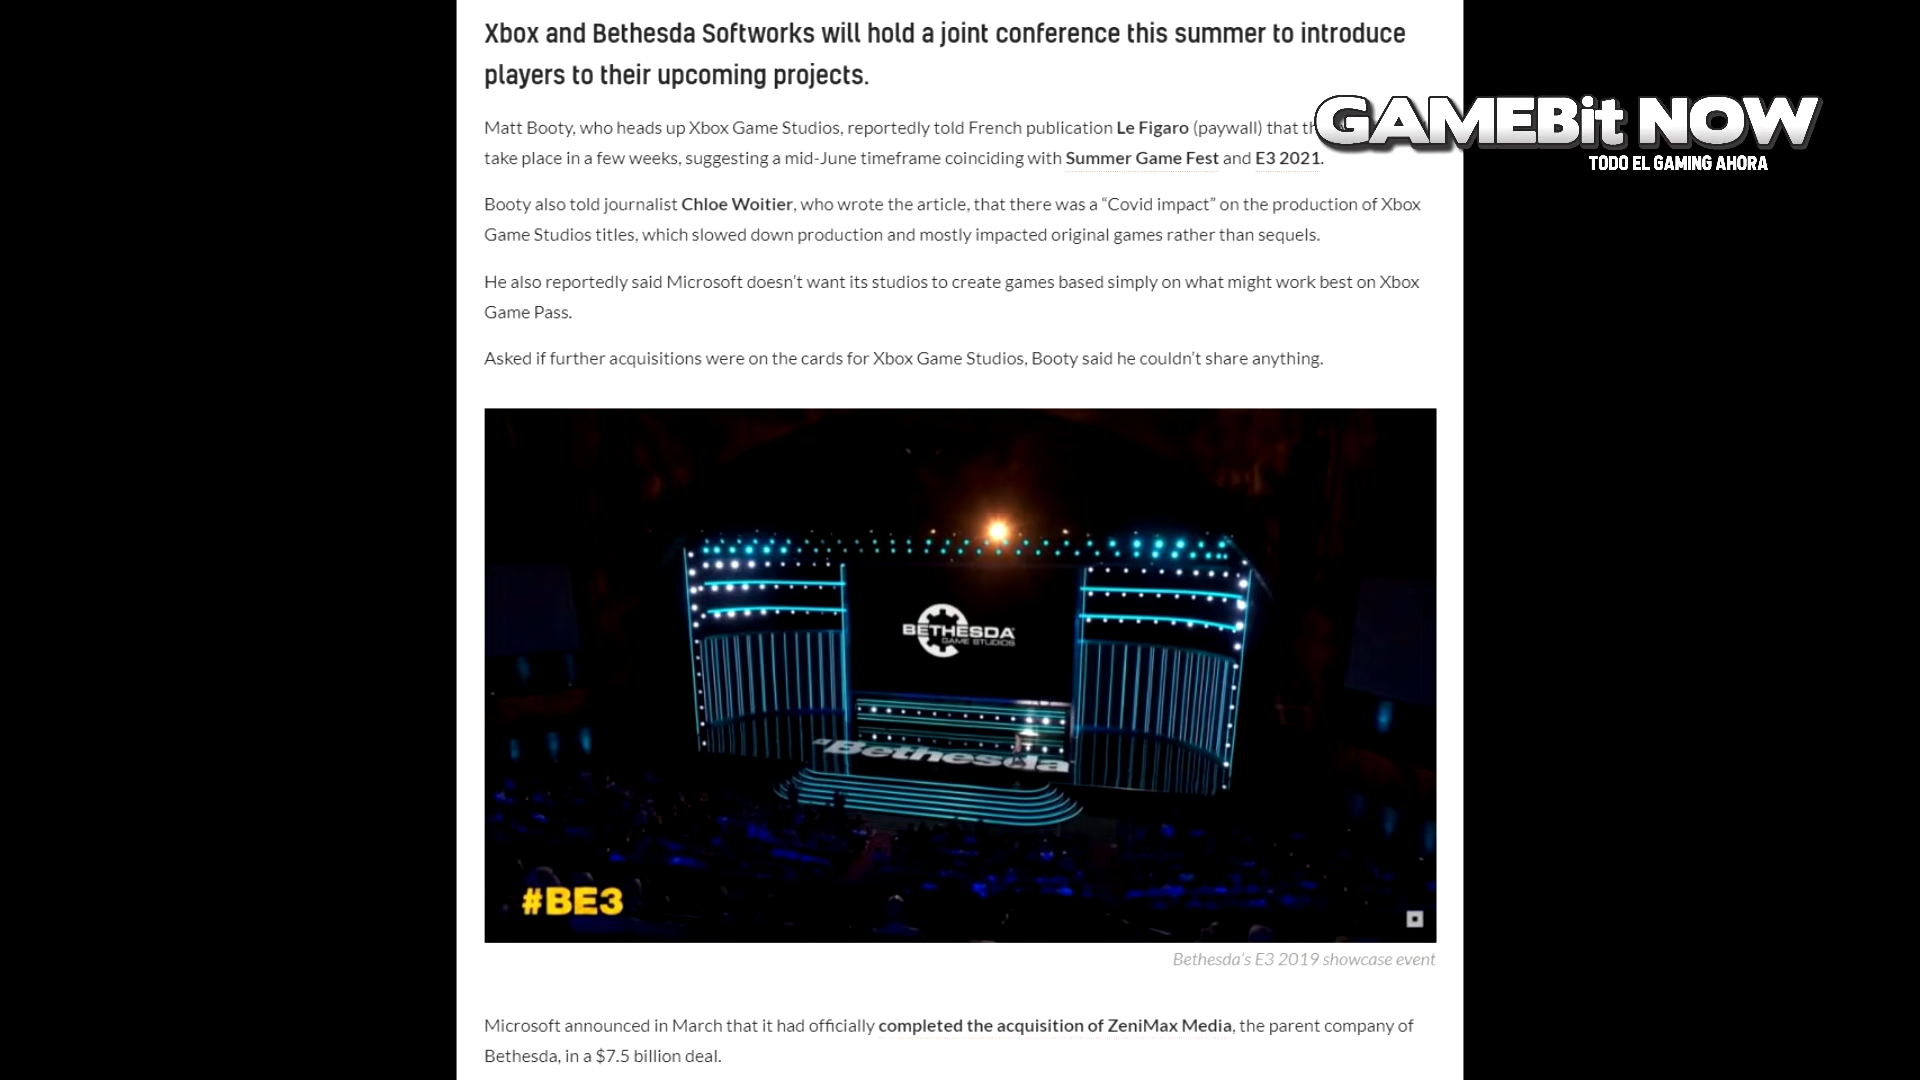 Xbox and Bethesda Softworks will hold a joint conference this summer to introduce
players to their upcoming projects.
GAMEBit NOW
TODO EL GAMING AHORA
Matt Booty, who heads up Xbox Game Studios, reportedly told French publication Le Figaro (paywall) that
take place in a few weeks, suggesting a mid-June timeframe coinciding with Summer Game Fest and E3 2021.
Booty also told journalist Chloe Woitier, who wrote the article, that there was a “Covid impact” on the production of Xbox
Game Studios titles, which slowed down production and mostly impacted original games rather than sequels.
He also reportedly said Microsoft doesn’t want its studios to create games based simply on what might work best on Xbox
Game Pass.
Asked if further acquisitions were on the cards for Xbox Game Studios, Booty said he couldn’t share anything.
BETHESDA
GAME STUDIOS
Bethesda
#BE3
Bethesda’s E3 2019 showcase event
Microsoft announced in March that it had officially completed the acquisition of ZeniMax Media, the parent company of
Bethesda, in a $7.5 billion deal.